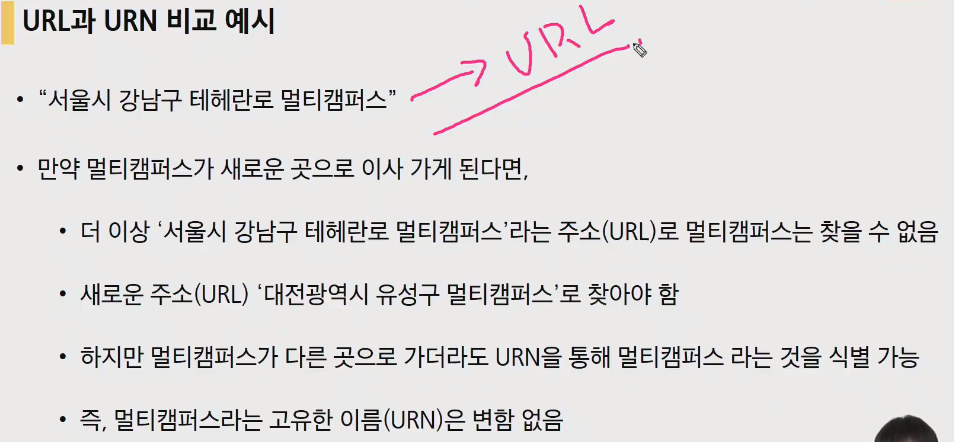 URL과 URN 비교 예시
URL
• “서울시 강남구 테헤란로 멀티캠퍼스”
• 만약 멀티캠퍼스가 새로운 곳으로 이사 가게 된다면,
• 더 이상 ‘서울시 강남구 테헤란로 멀티캠퍼스’라는 주소(URL)로 멀티캠퍼스는 찾을 수 없음
• 새로운 주소(URL) ‘대전광역시 유성구 멀티캠퍼스’로 찾아야 함
• 하지만 멀티캠퍼스가 다른 곳으로 가더라도 URN을 통해 멀티캠퍼스 라는 것을 식별 가능
• 즉, 멀티캠퍼스라는 고유한 이름(URN)은 변함 없음